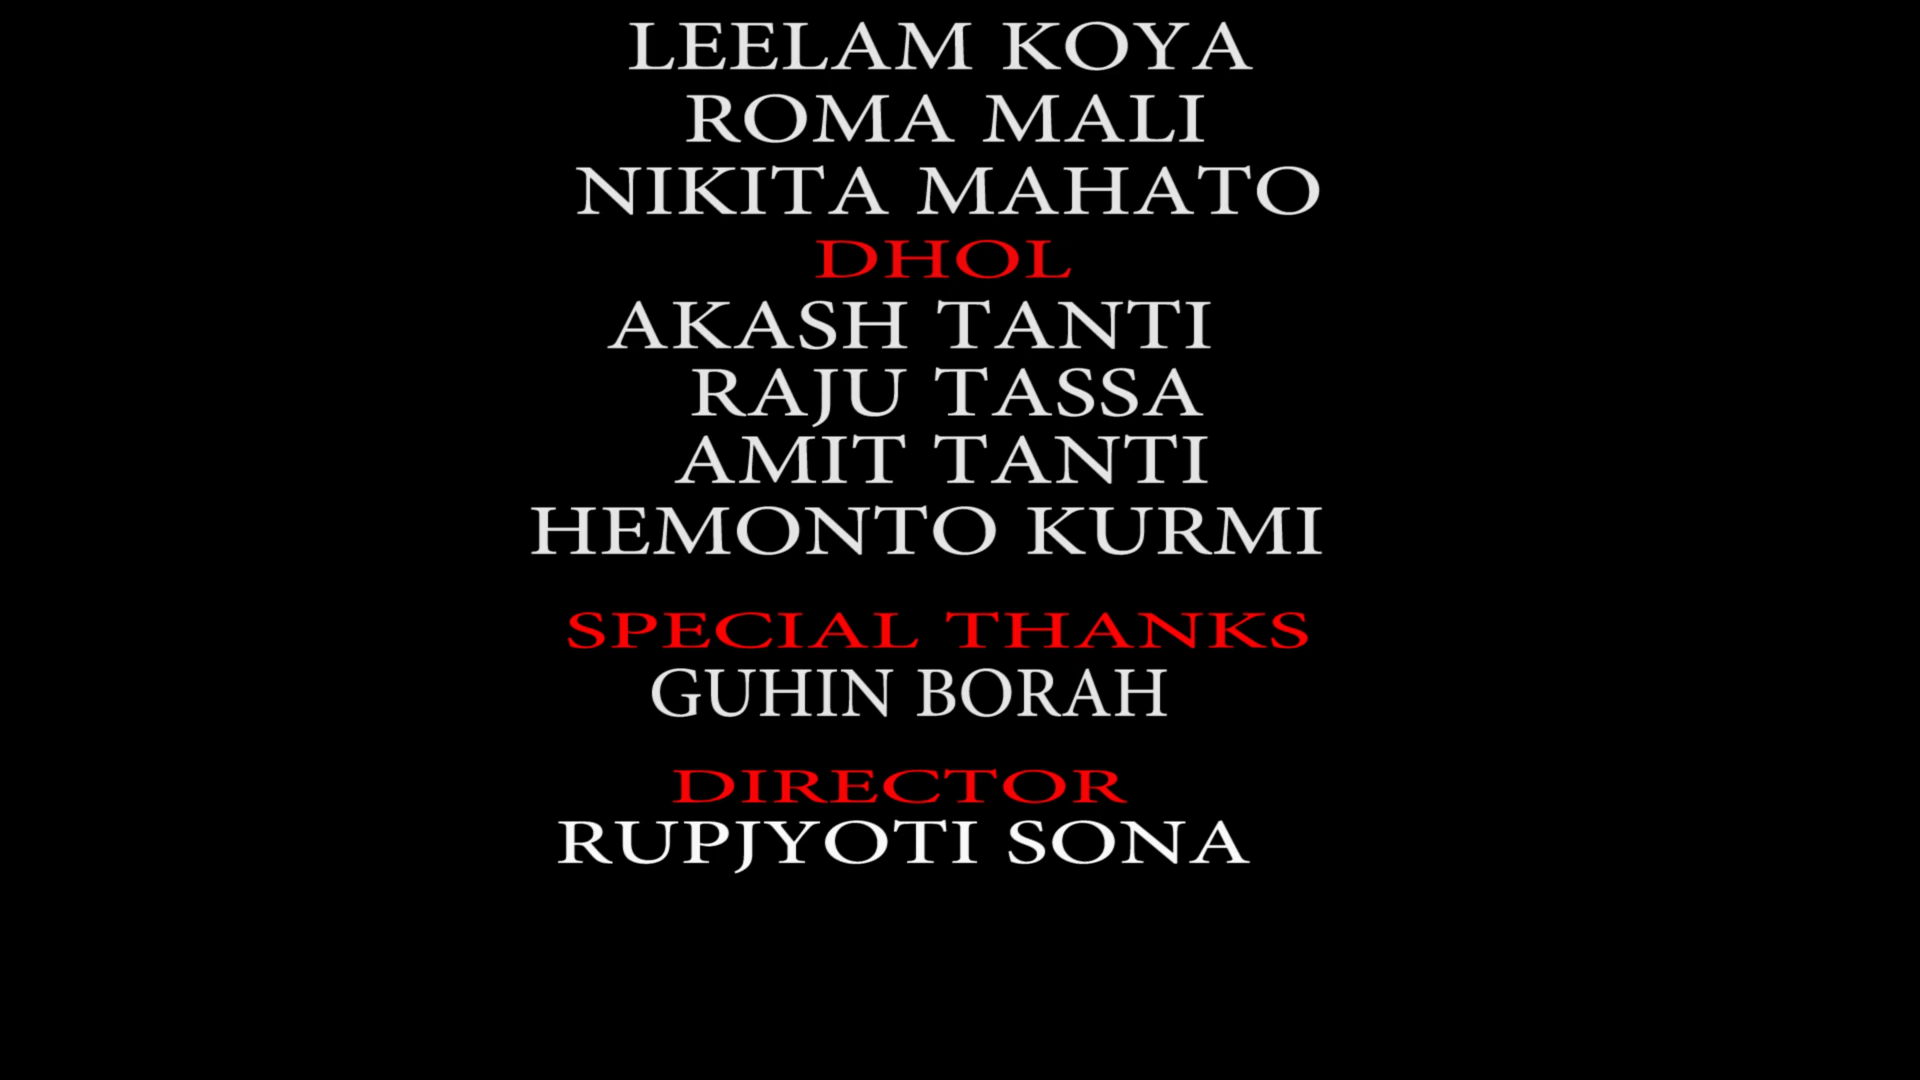 LEELAM KOYA
ROMA MALI
NIKITA MAHATO
DHOL
AKASH TANTI
RAJU TASSA
AMIT TANTI
HEMONTO KURMI
SPECIAL THANKS
GUHIN BORAH
DIRECTOR
RUPJYOTI SONA